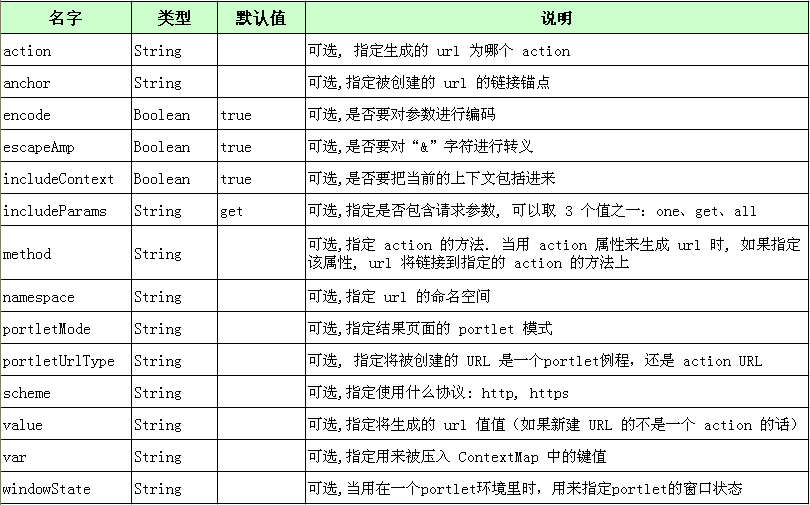 名字 类型 默认值 说明
action String 可选, 指定生成的 url 为哪个 action
anchor String 可选,指定被创建的 url 的链接锚点
encode Boolean true 可选,是否要对参数进行编码
escapeAmp Boolean true 可选,是否要对“&”字符进行转义
includeContext Boolean true 可选,是否要把当前的上下文包括进来
includeParams String get 可选,指定是否包含请求参数, 可以取 3 个值之一: one、get、all
method String 可选,指定 action 的方法. 当用 action 属性来生成 url 时, 如果指定
该属性, url 将链接到指定的 action 的方法上
namespace String 可选,指定 url 的命名空间
portletMode String 可选,指定结果页面的 portlet 模式
portletUrlType String 可选, 指定将被创建的 URL 是一个portlet例程，还是 action URL
scheme String 可选,指定使用什么协议: http, https
value String 可选,指定将生成的 url 值值（如果新建 URL 的不是一个 action 的话）
var String 可选,指定用来被压入 ContextMap 中的键值
windowState String 可选,当用在一个portlet环境里时，用来指定portlet的窗口状态